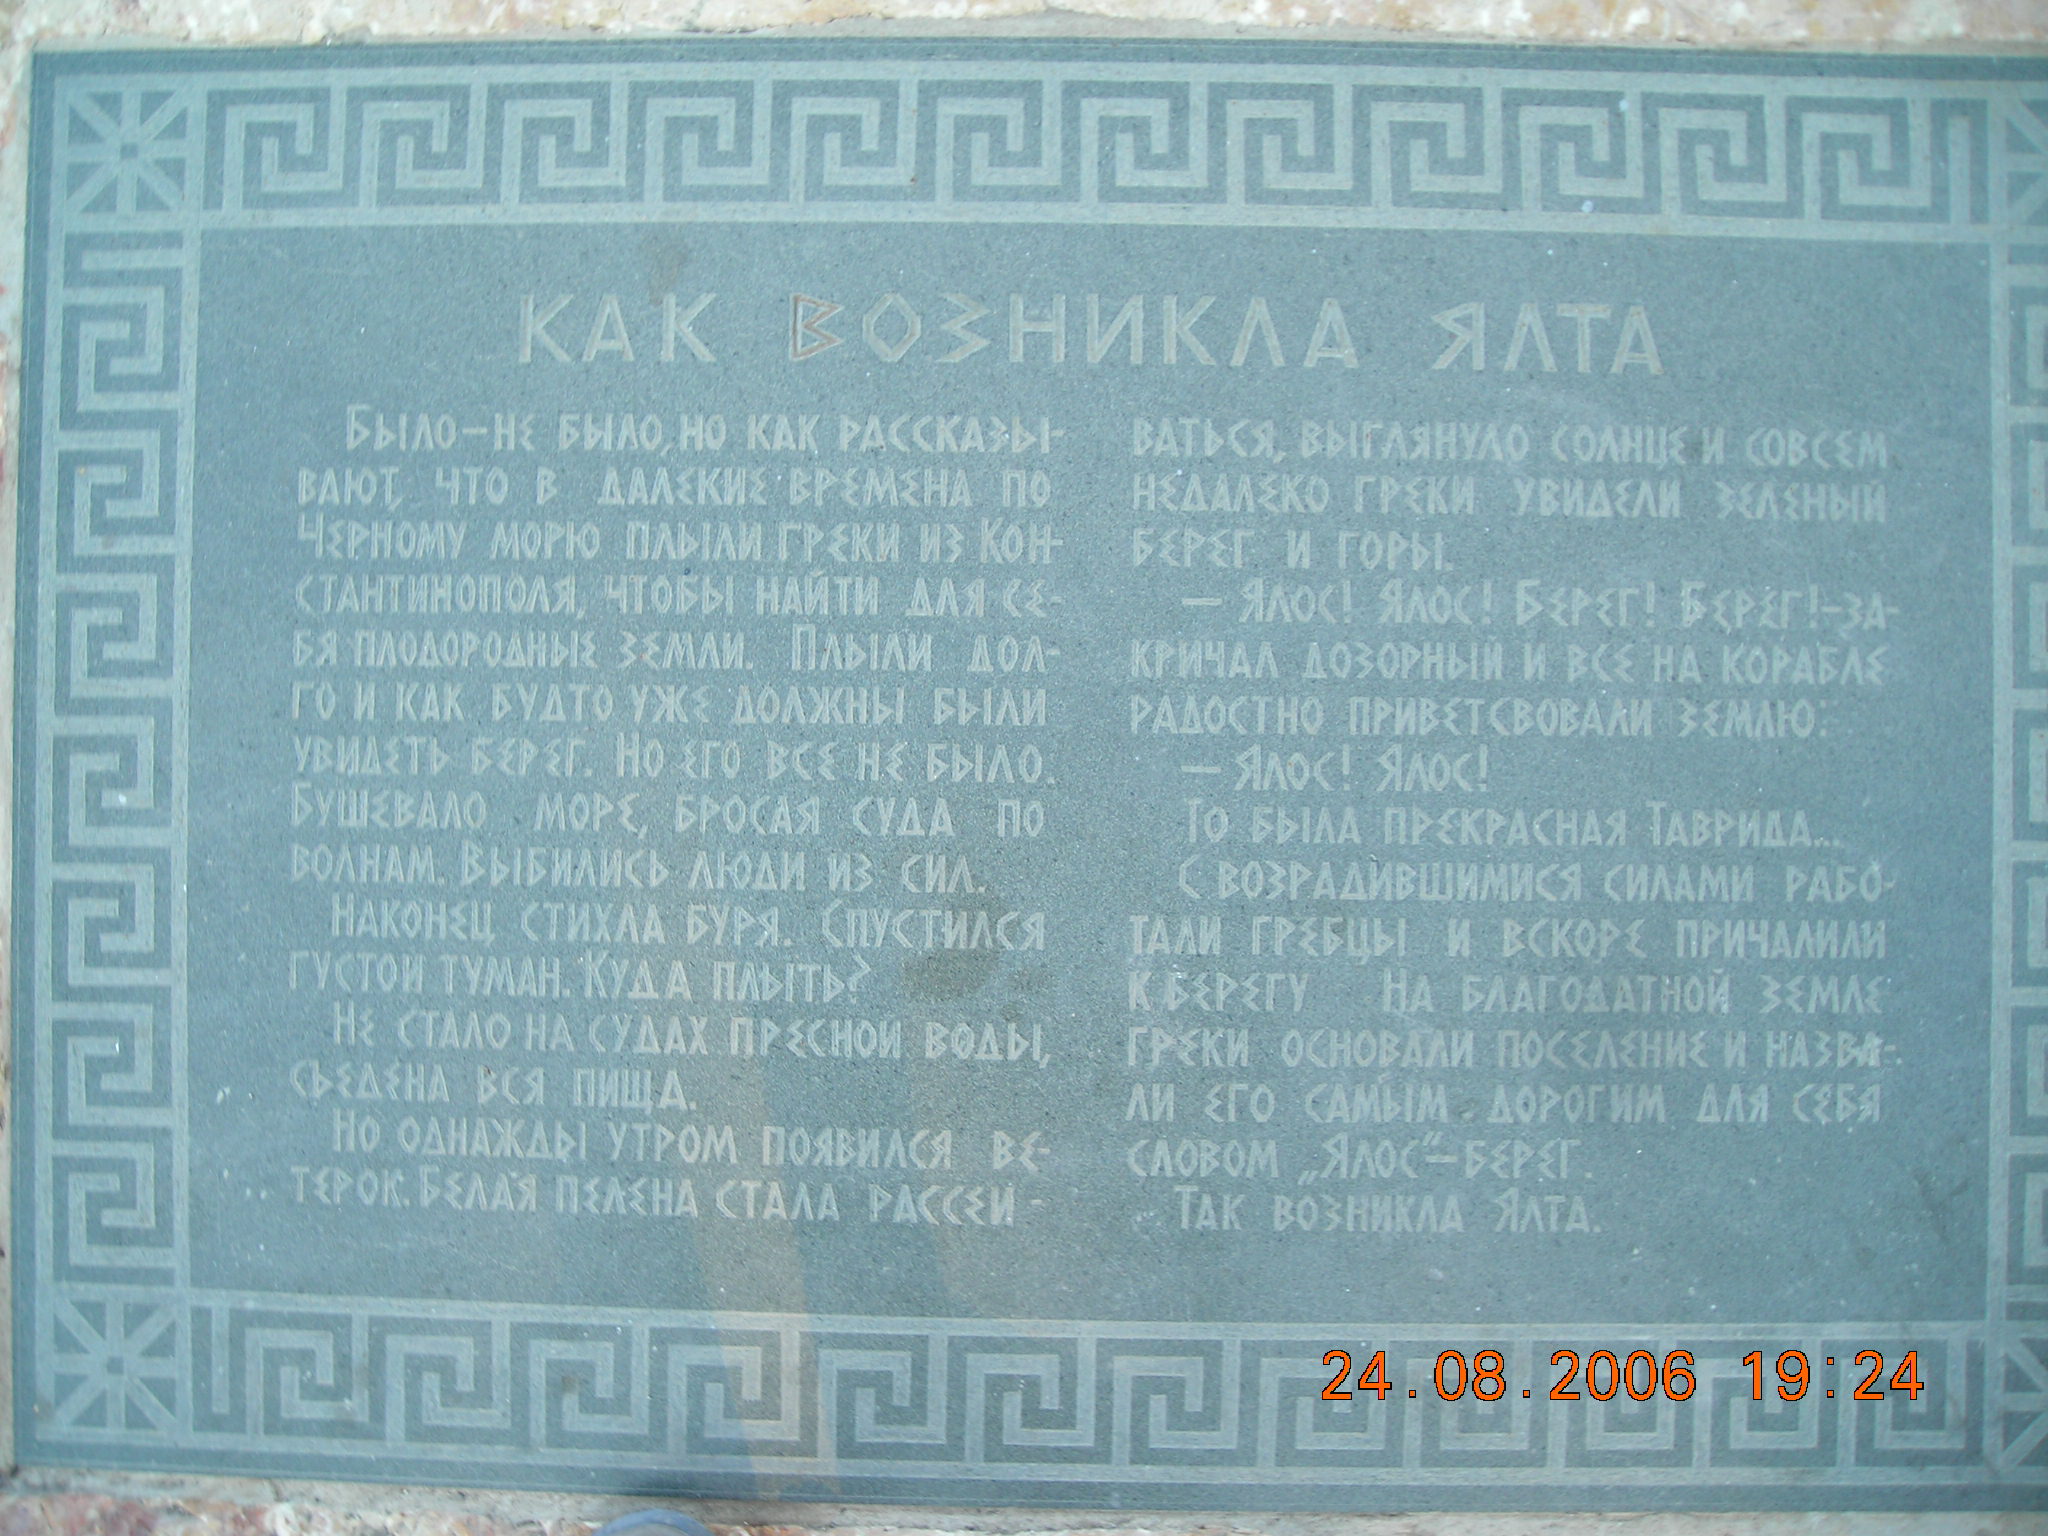 КАК ВОЗНИКЛА ЯЛТА
Было-не было, но как рассказы-
вают, что в далекие времена по
Черному морю плыли греки из Кон-
стантинополя, чтобы найти для се-
бя плодородные земли. Плыли дол-
го и как будто уже должны были
увидеть берег. Но его все не было.
Бушевало море, бросая суда по
волнам. Выбились люди из сил.
Наконец стихла буря. Спустился
густой туман. Куда плыть?
Не стало на судах пресной воды,
съедена вся пища.
Но однажды утром появился ве-
терок. Белая пелена стала рассеи-
ваться, выглянуло солнце и совсем
недалеко греки увидели зеленый
берег и горы.
— Ялос! Ялос! Берег! Берег!-за-
кричал дозорный и все на корабле
радостно приветсвовали землю:
— Ялос! Ялос!
То была прекрасная Таврида...
С возрадившимися силами рабо-
тали гребцы и вскоре причалили
к берегу На благодатной земле
греки основали поселение и назва-
ли его самым дорогим для себя
словом „Ялос“-берег.
Так возникла Ялта.
24.08.2006 19:24